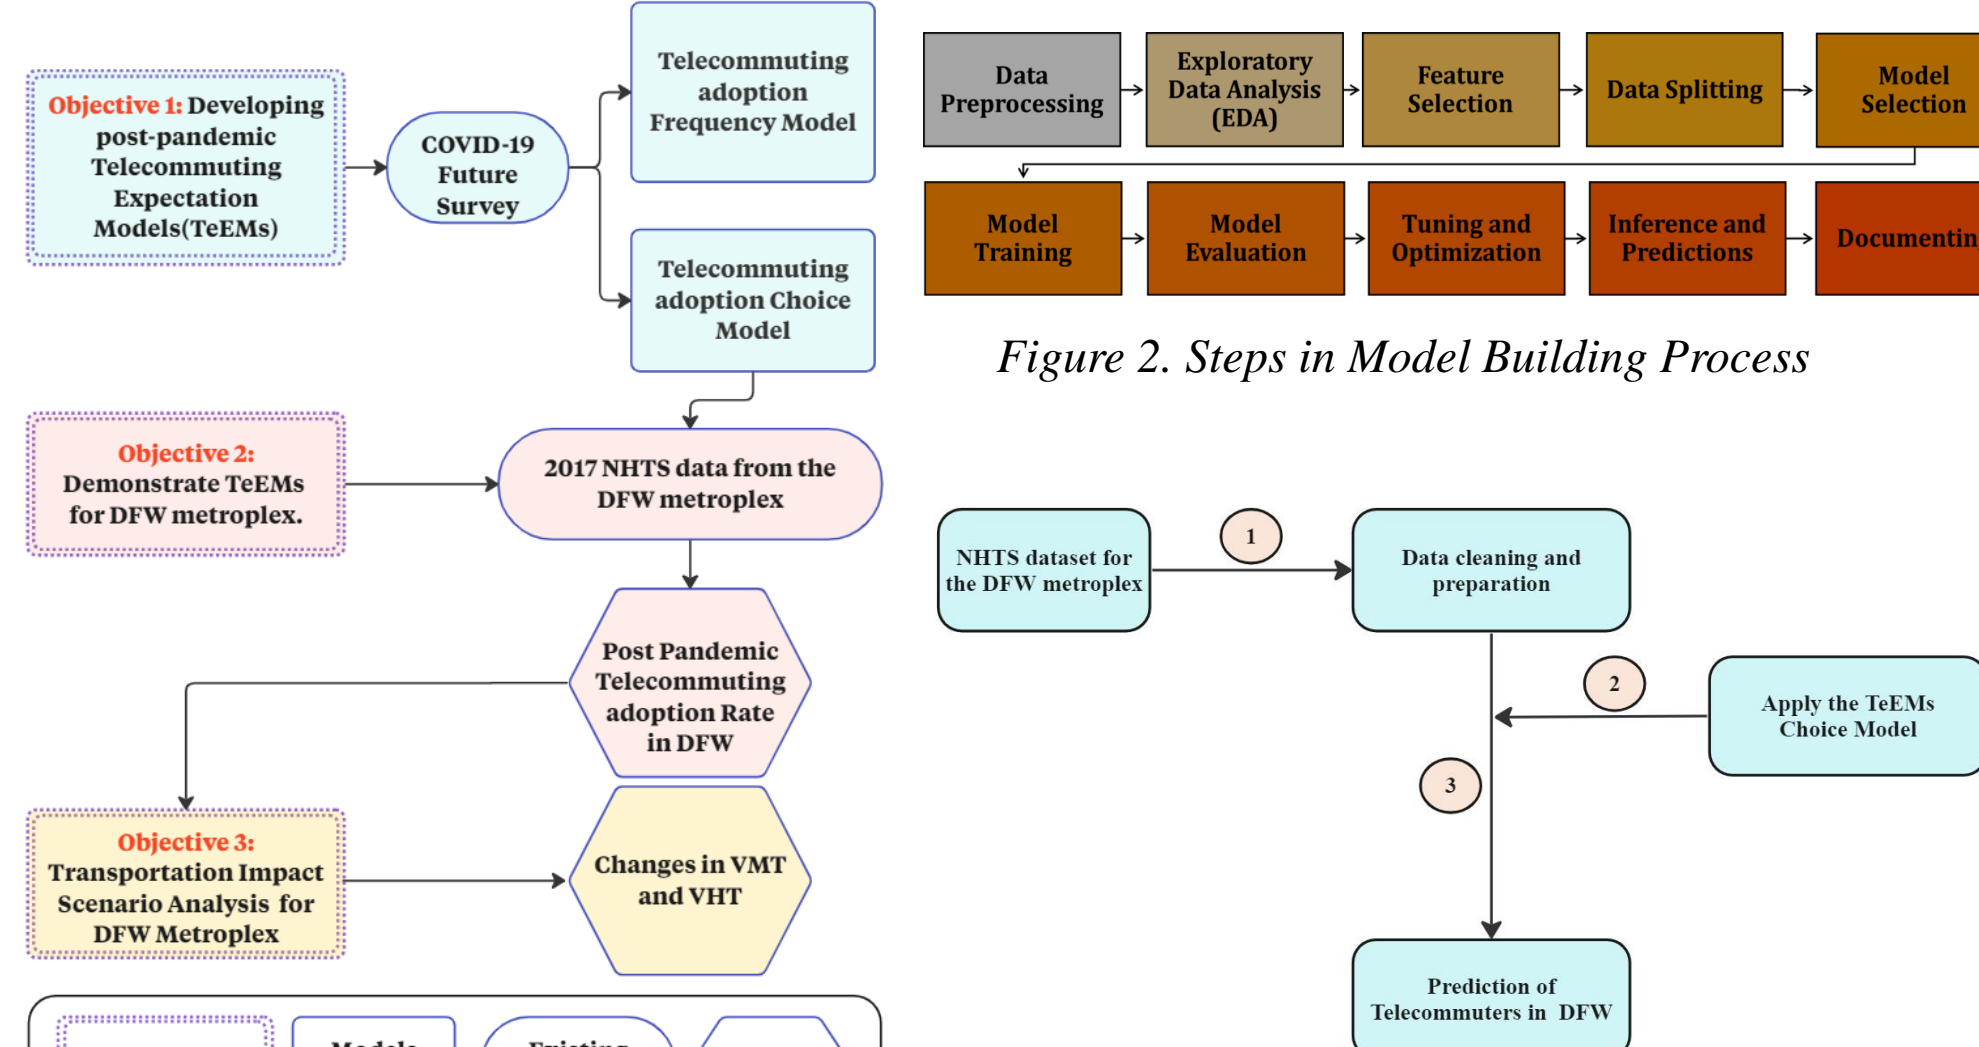 Objective 1: Developing
post-pandemic
Telecommuting
Expectation
Models(TeEMs)
COVID-19
Future
Survey
Telecommuting
adoption
Frequency Model
Telecommuting
adoption Choice
Model
Objective 2:
Demonstrate TeEMs
for DFW metroplex.
2017 NHTS data from the
DFW metroplex
Post Pandemic
Telecommuting
adoption Rate
in DFW
Objective 3:
Transportation Impact
Scenario Analysis for
DFW Metroplex
Changes in VMT
and VHT
Models
Existing
Data
Preprocessing
Exploratory
Data Analysis
(EDA)
Feature
Selection
Data Splitting
Model
Selection
Model
Training
Model
Evaluation
Tuning and
Optimization
Inference and
Predictions
Documentin
Figure 2. Steps in Model Building Process
NHTS dataset for
the DFW metroplex
1
Data cleaning and
preparation
2
Apply the TeEMs
Choice Model
3
Prediction of
Telecommuters in DFW